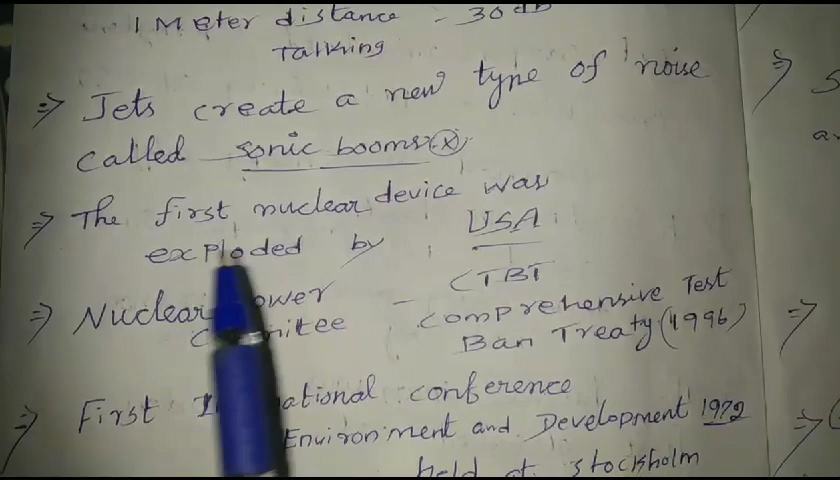 1 Meter distance - 30 dB
Talking
⇒ Jets create a new type of noise
called sonic booms (x)
⇒ The first nuclear device was
exploded by USA
⇒ Nuclear - CTBT
Comprehensive Test
Ban Treaty (1996)
⇒ First conference
Environment and Development 1972
held at Stockholm